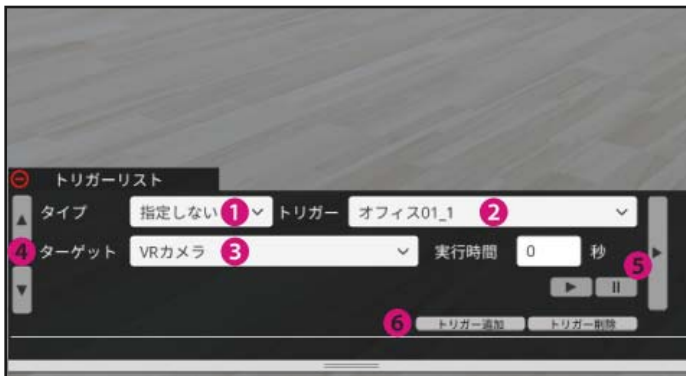 トリガーリスト
タイプ 指定しない 1 トリガー オフィス01_1 2
4 ターゲット VRカメラ 3 実行時間 0 秒
5
6 トリガー追加 トリガー削除